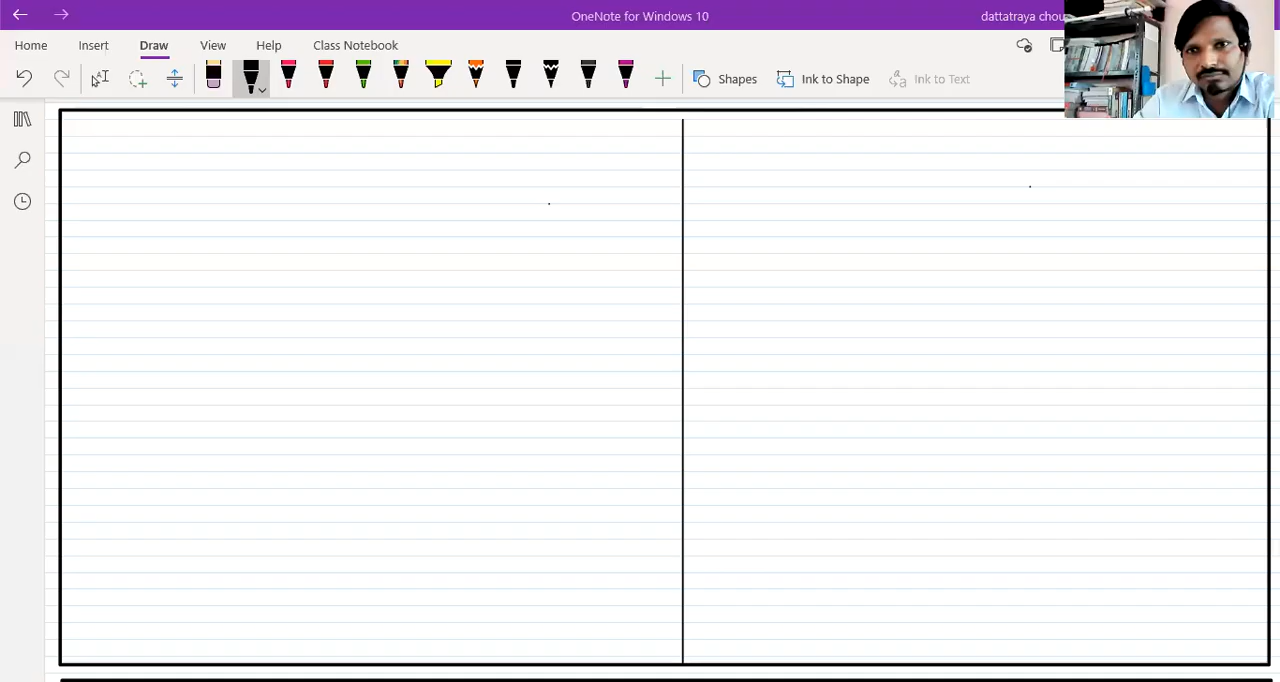 OneNote for Windows 10
dattatraya chou
Home Insert Draw View Help Class Notebook
Shapes Ink to Shape Ink to Text